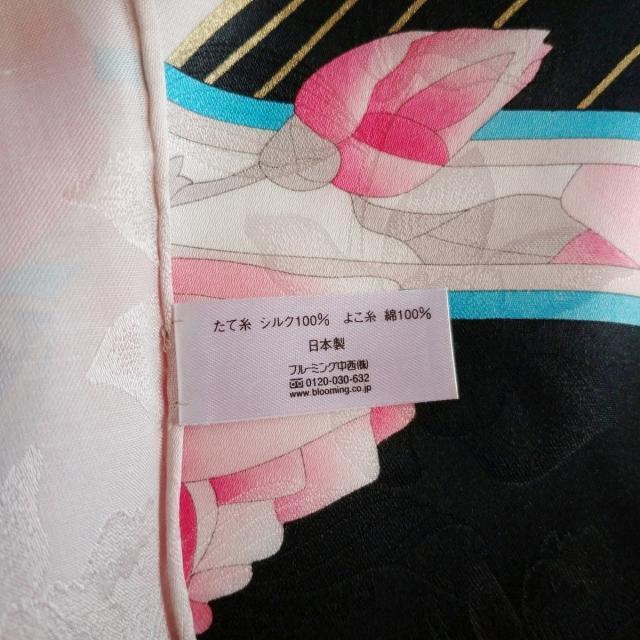 たて糸 シルク100% よこ糸 綿100%
日本製
ブルーミング中西㈱
0120-030-632
www.blooming.co.jp